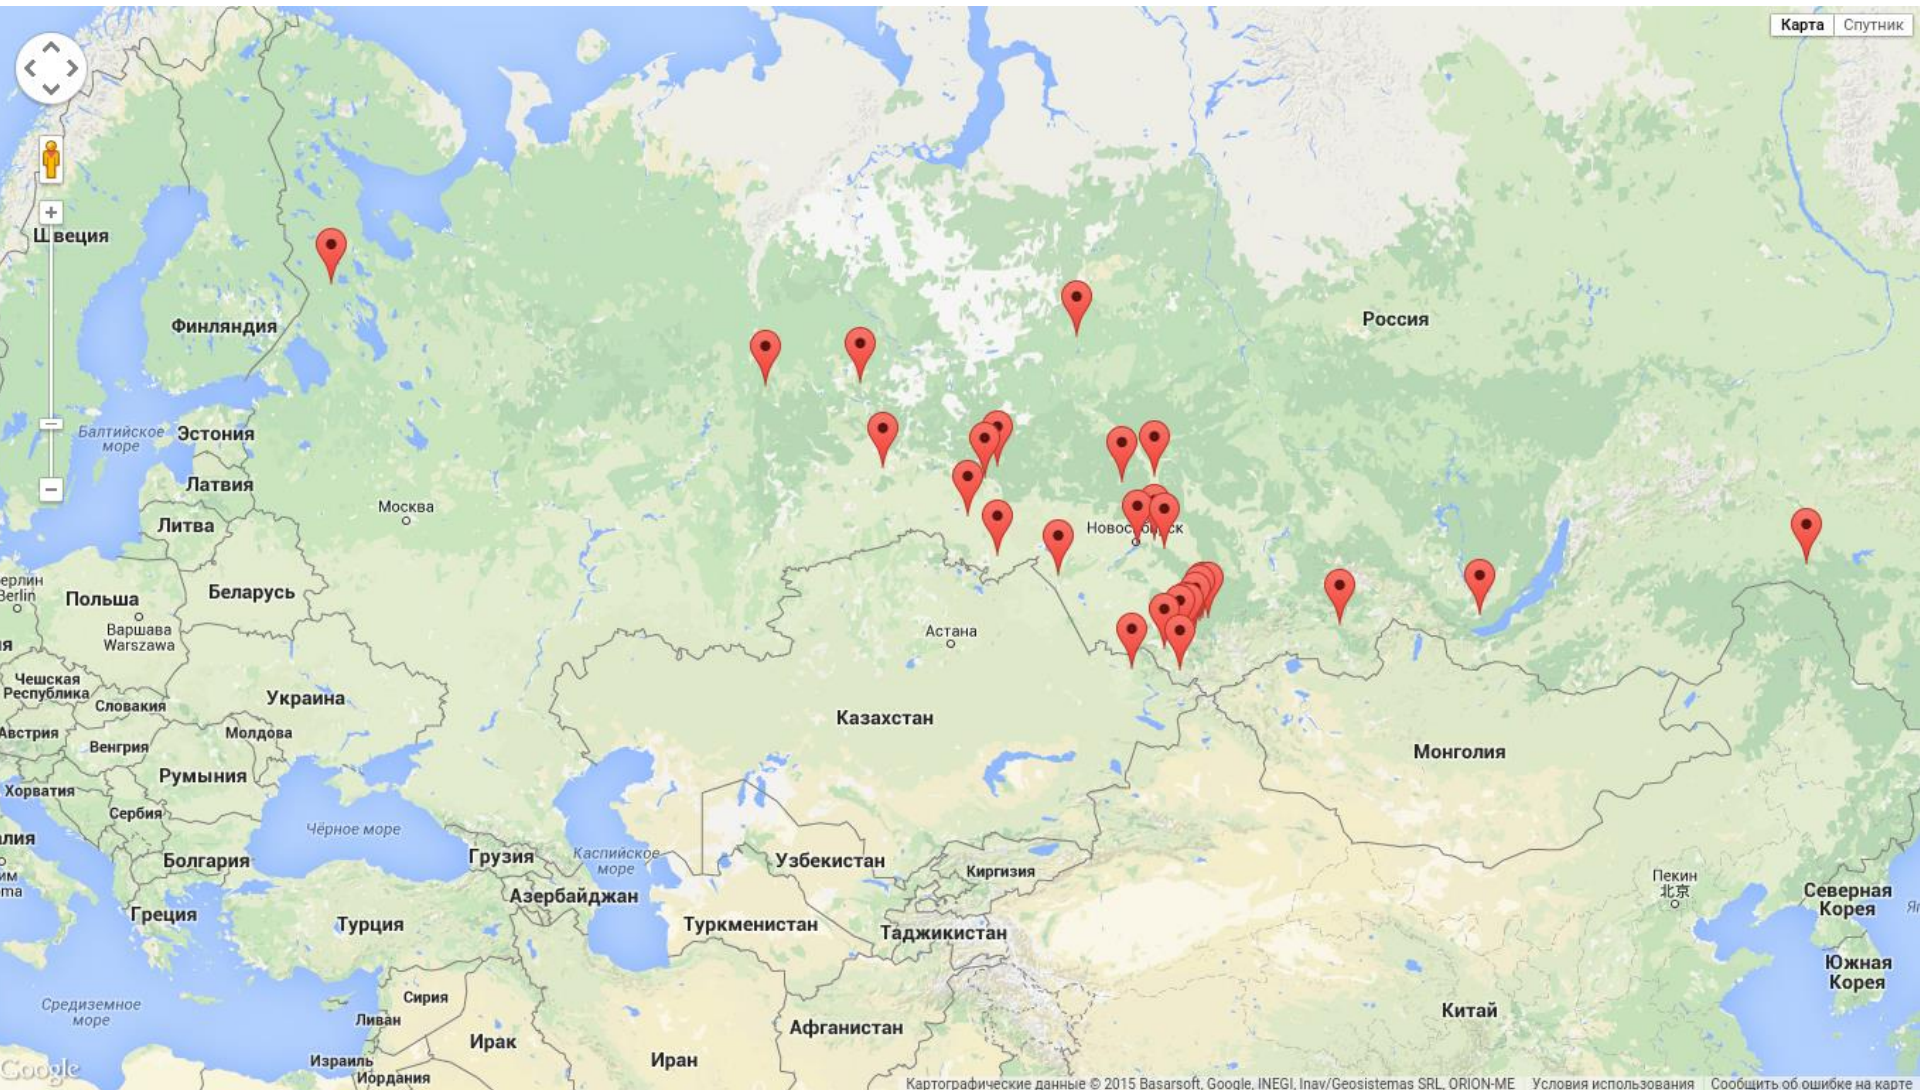 Карта
Спутник
Швеция
Финляндия
Россия
Балтийское
море
Эстония
Латвия
Москва
Литва
Berlin
Польша
Беларусь
Варшава
Warszawa
Астана
Чешская
Республика
Словакия
Украина
Казахстан
Австрия
Венгрия
Молдова
Монголия
Румыния
Хорватия
Сербия
Чёрное море
Болгария
Грузия
Каспийское
море
Узбекистан
Киргизия
Пекин
北京
Азербайджан
Северная
Корея
Греция
Турция
Туркменистан
Таджикистан
Южная
Корея
Средиземное
море
Сирия
Ливан
Китай
Афганистан
Ирак
Иран
Израиль
Иордания
Google
Картографические данные © 2015 Basarsoft, Google, INEGI, Inav/Geosistemas SRL, ORION-ME
Условия использования
Сообщить об ошибке на карте